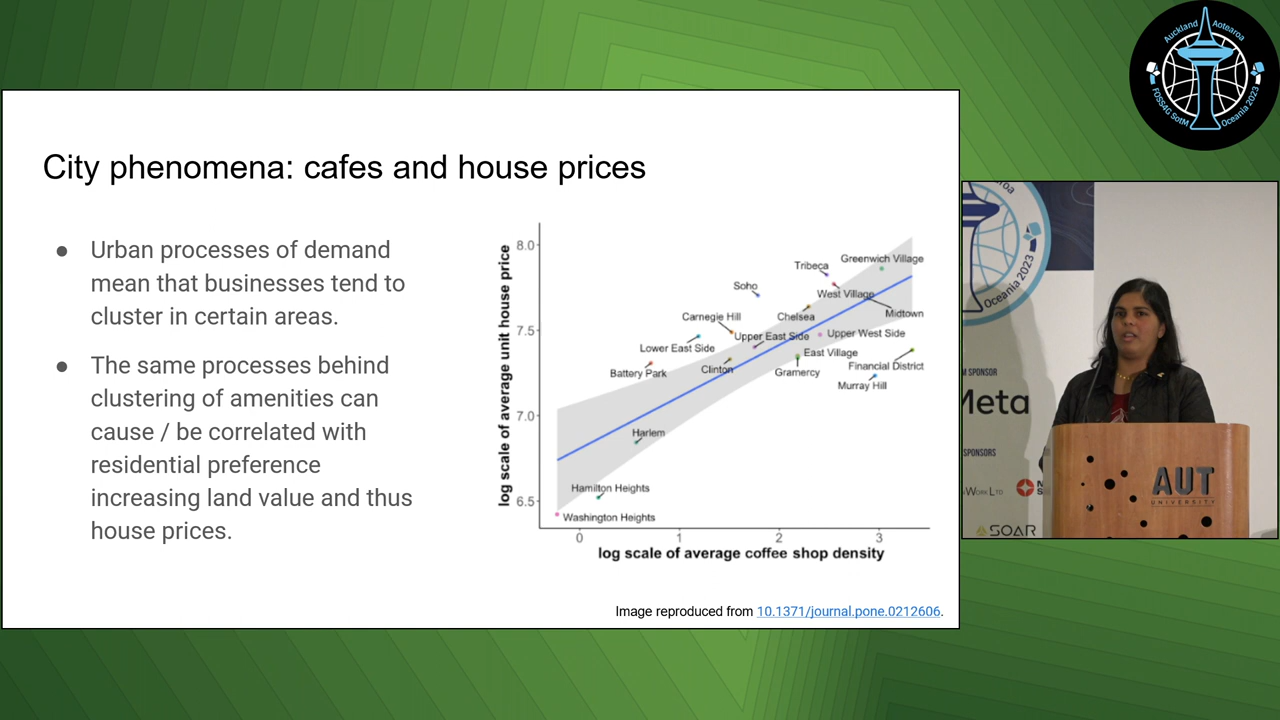 Auckland Aotearoa
FOSS4G SotM Oceania 2023
City phenomena: cafes and house prices
● Urban processes of demand
mean that businesses tend to
cluster in certain areas.
● The same processes behind
clustering of amenities can
cause / be correlated with
residential preference
increasing land value and thus
house prices.
log scale of average unit house price
8.0
7.5
7.0
6.5
Greenwich Village
Tribeca
Soho
West Village
Carnegie Hill
Chelsea
Midtown
Upper East Side
Upper West Side
Lower East Side
East Village
Clinton
Financial District
Battery Park
Gramercy
Murray Hill
Harlem
Hamilton Heights
Washington Heights
0
1
2
3
log scale of average coffee shop density
Image reproduced from 10.1371/journal.pone.0212606.
Oceania 2023
SPONSOR
Meta
SPONSORS
SOAR
AUT
UNIVERSITY